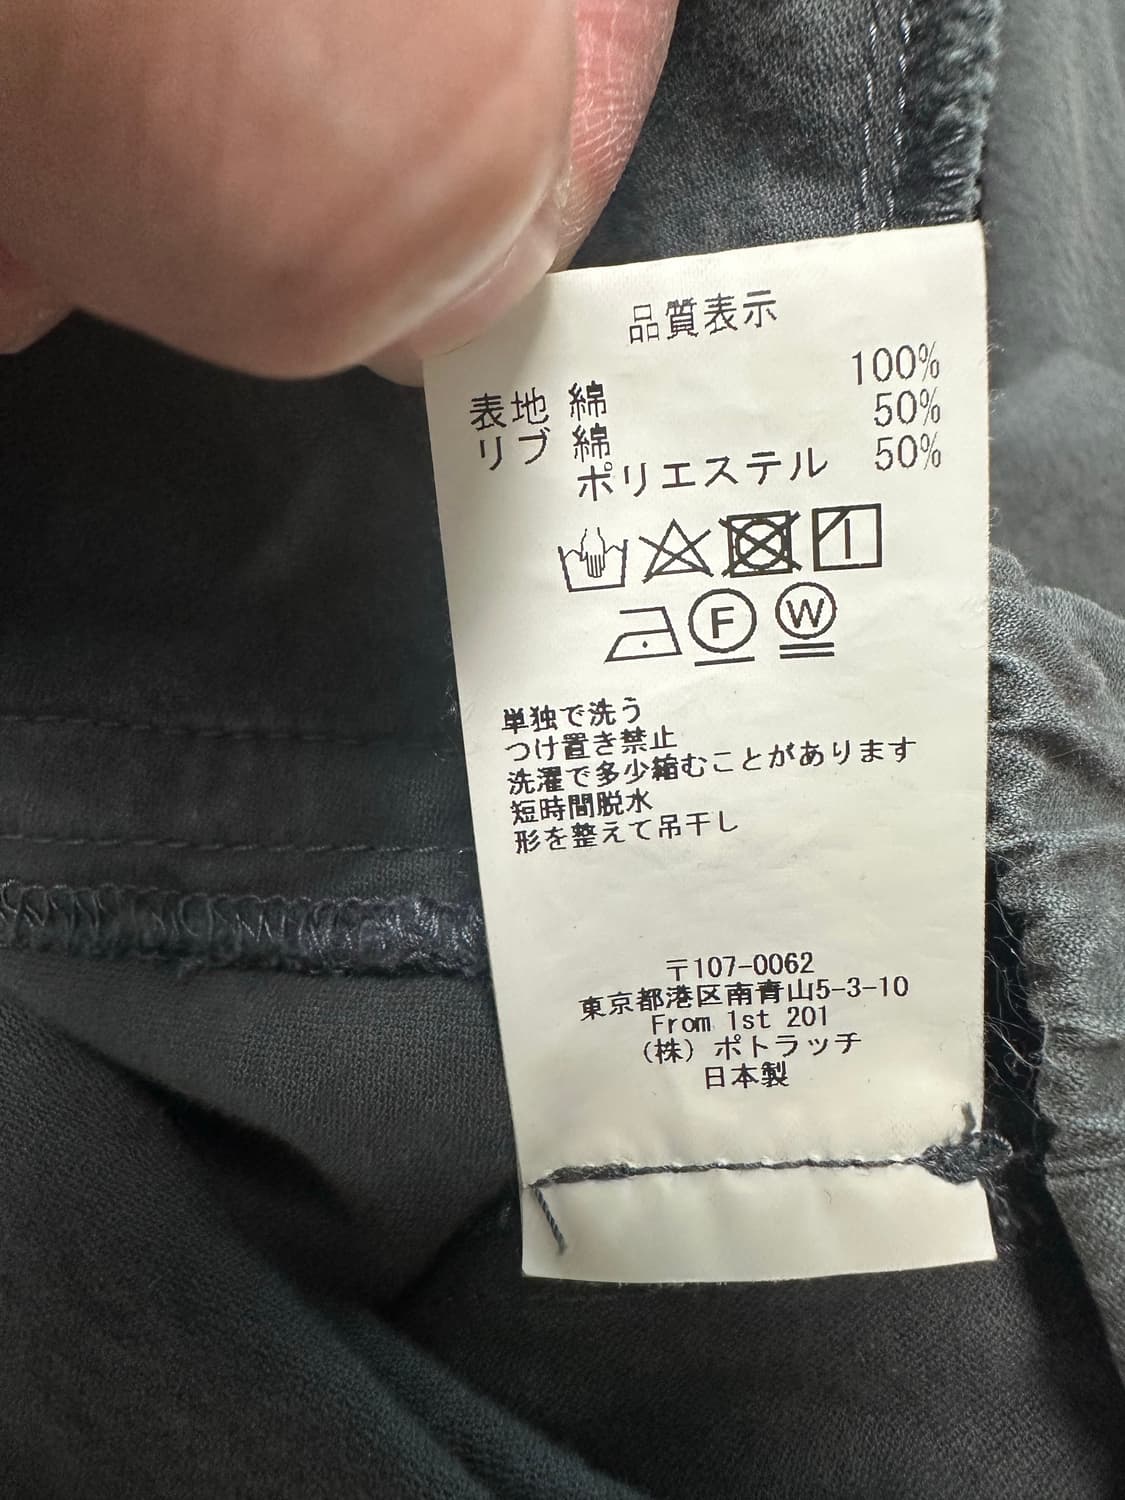 品質表示
表地 綿 100%
リブ 綿 50%
ポリエステル 50%
F W
単独で洗う
つけ置き禁止
洗濯で多少縮むことがあります
短時間脱水
形を整えて吊干し
〒107-0062
東京都港区南青山5-3-10
From 1st 201
(株) ポトラッチ
日本製